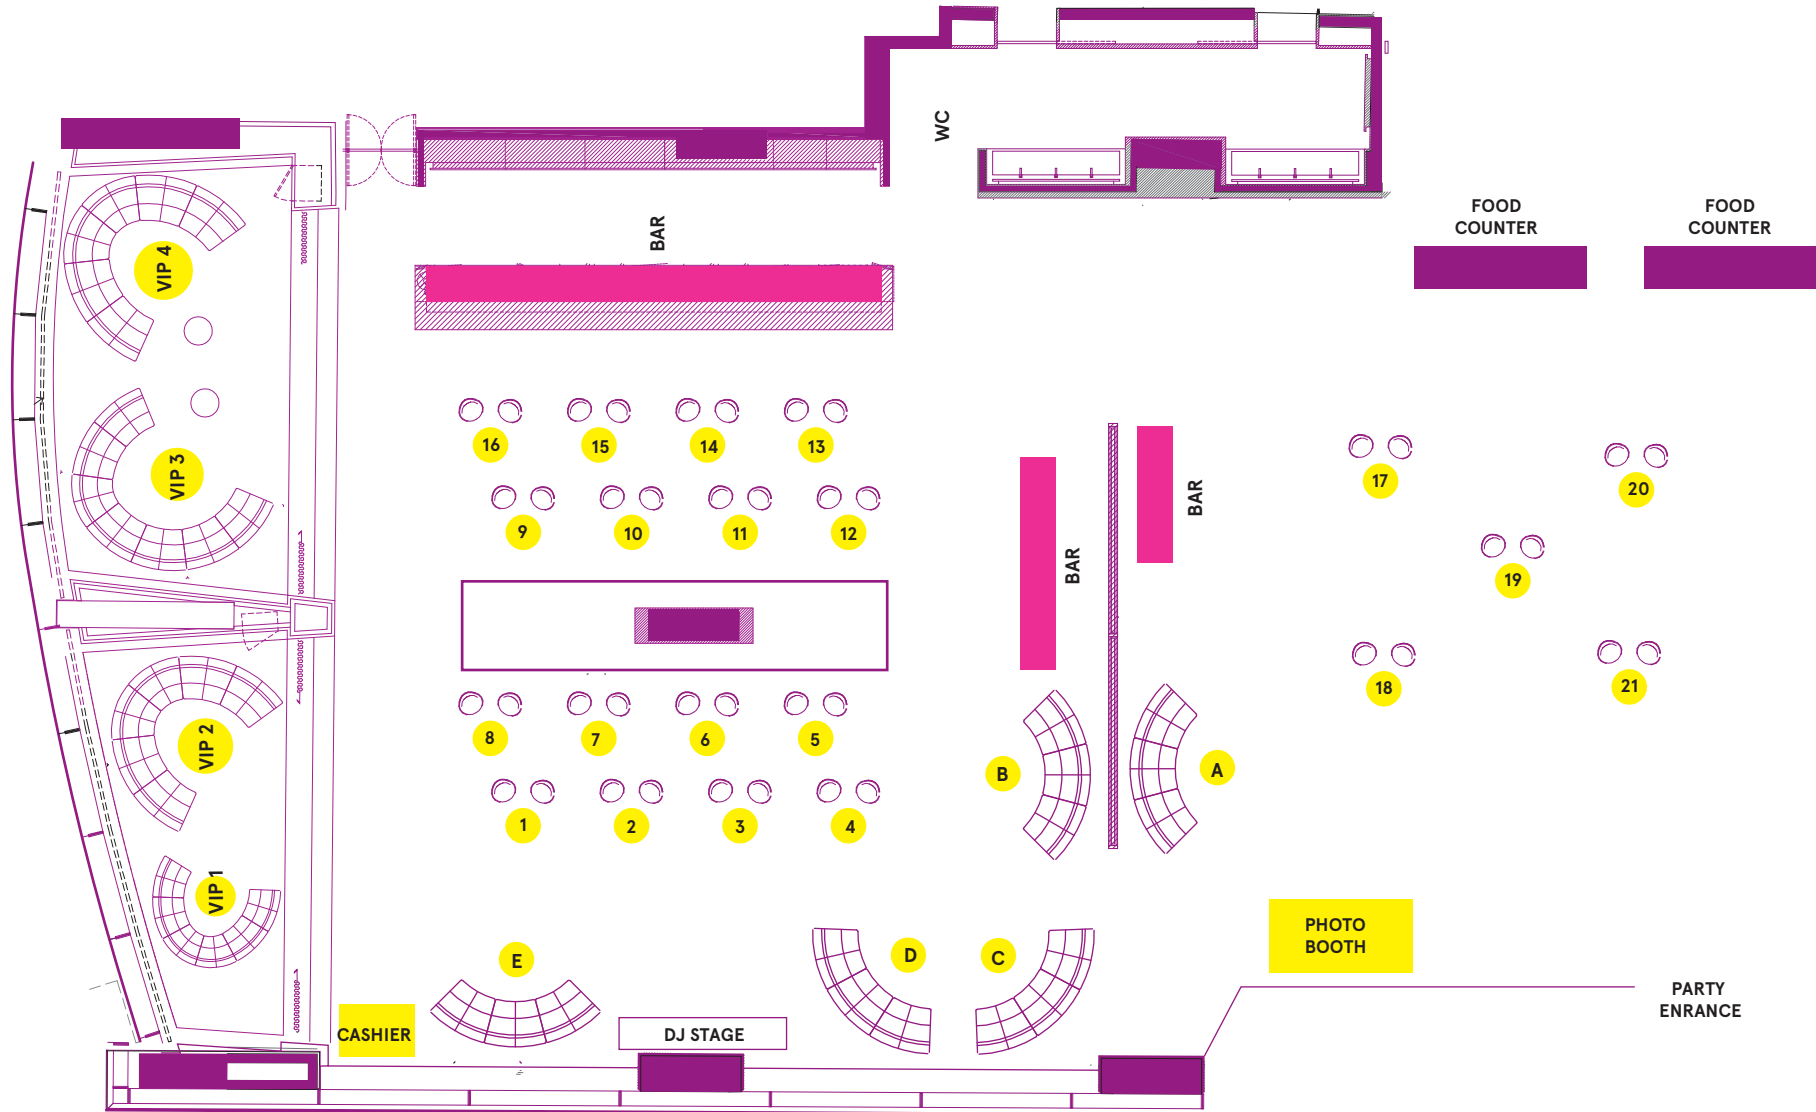 WC
FOOD
COUNTER
FOOD
COUNTER
BAR
VIP 4
VIP 3
16
15
14
13
9
10
11
12
BAR
BAR
17
20
19
18
21
VIP 2
8
7
6
5
B
A
1
2
3
4
VIP 1
E
D
C
PHOTO
BOOTH
PARTY
ENRANCE
CASHIER
DJ STAGE